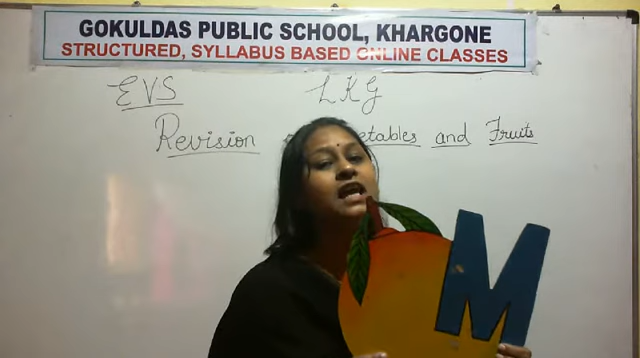 GOKULDAS PUBLIC SCHOOL, KHARGONE
STRUCTURED, SYLLABUS BASED ONLINE CLASSES
EVS LKG
Revision etables and Fruits
M